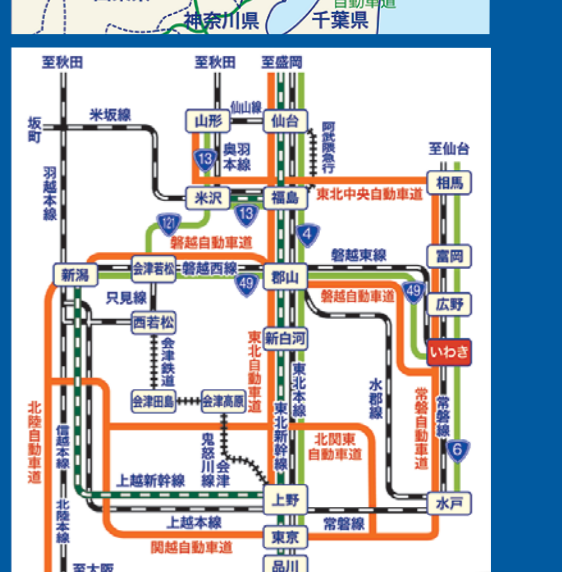 自動車道
神奈川県
千葉県
至秋田
至秋田
至盛岡
坂町
米坂線
山形
仙山線
仙台
阿武隈急行
至仙台
13
奥羽本線
羽越本線
米沢
13
福島
東北中央自動車道
相馬
121
4
磐越自動車道
磐越東線
富岡
新潟
会津若松
磐越西線
49
郡山
磐越自動車道
49
広野
只見線
西若松
会津鉄道
新白河
いわき
東北自動車道
東北本線
会津田島
会津高原
水郡線
常磐自動車道
常磐線
北陸自動車道
信越本線
鬼怒川線
会津
東北新幹線
北関東自動車道
6
上越新幹線
上野
水戸
北陸本線
上越本線
常磐線
関越自動車道
東京
至大阪
品川